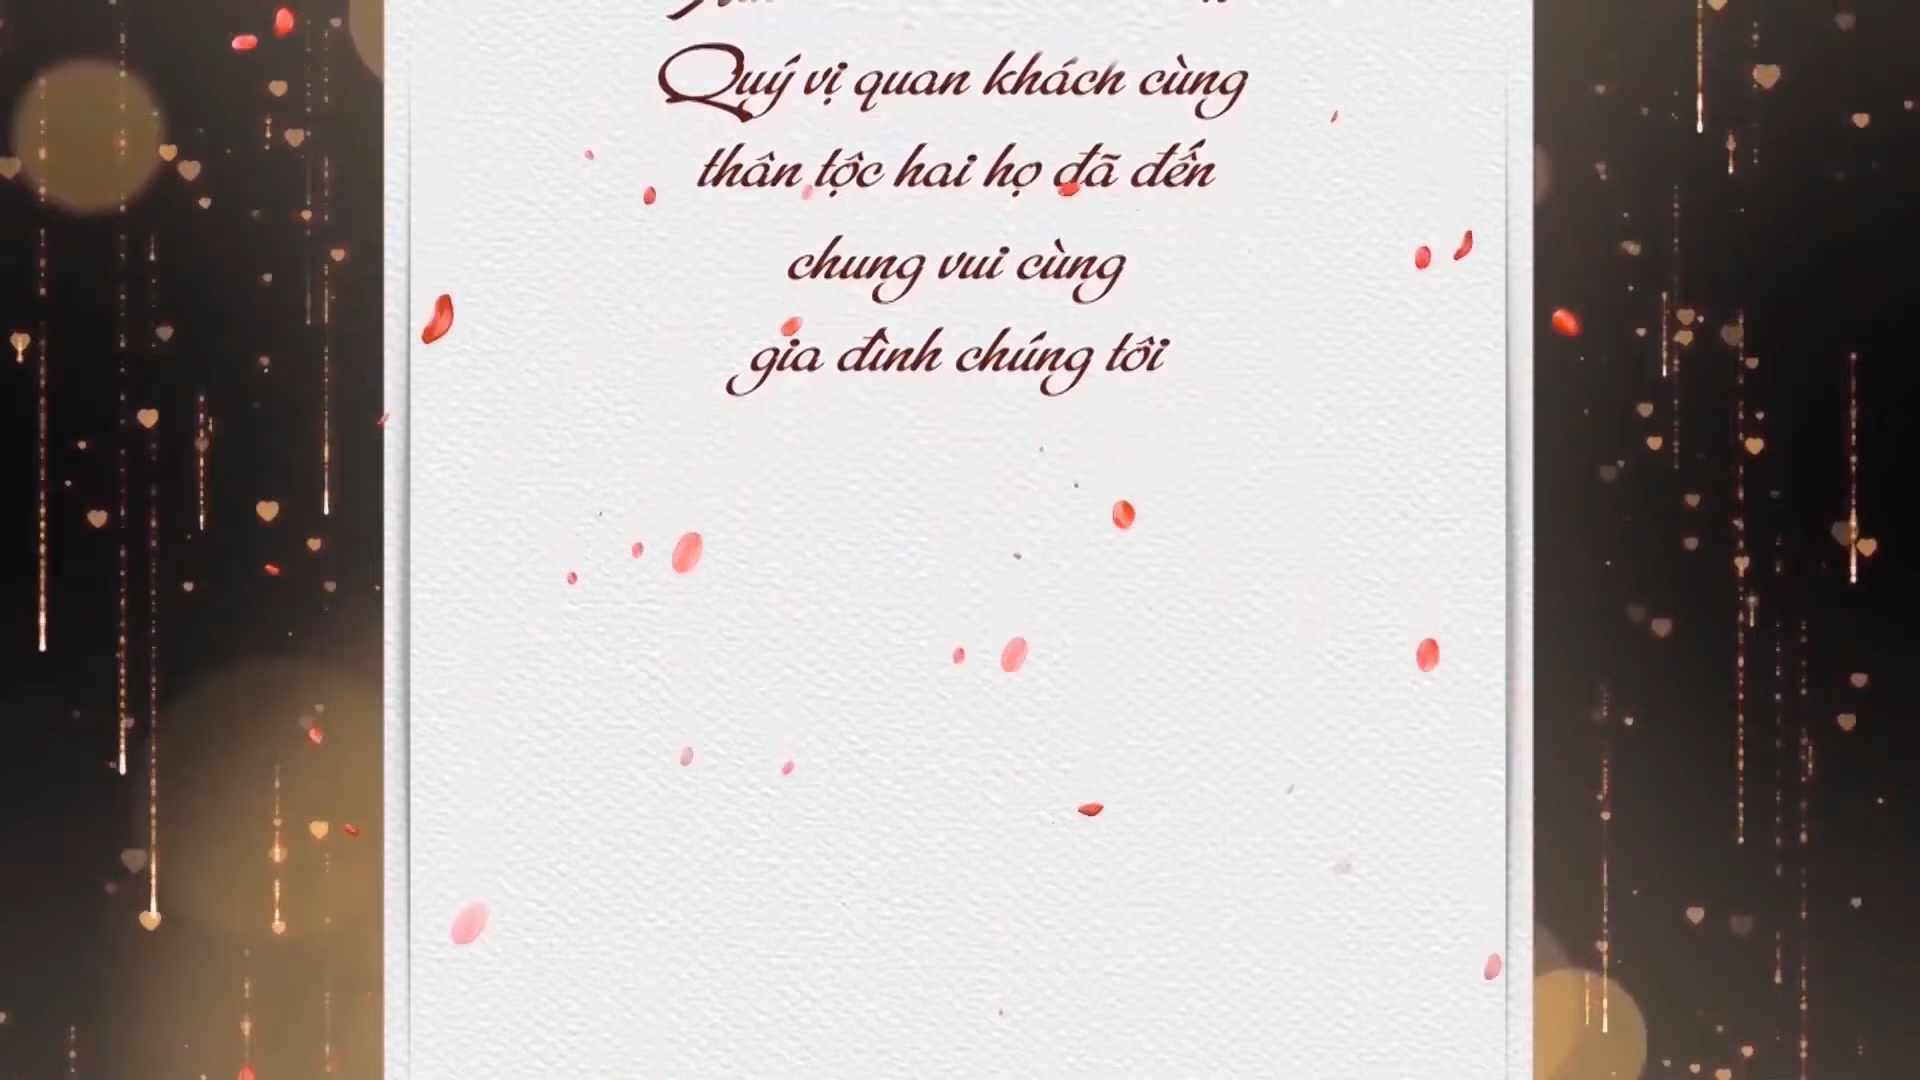 Quý vị quan khách cùng
thân tộc hai họ đã đến
chung vui cùng
gia đình chúng tôi